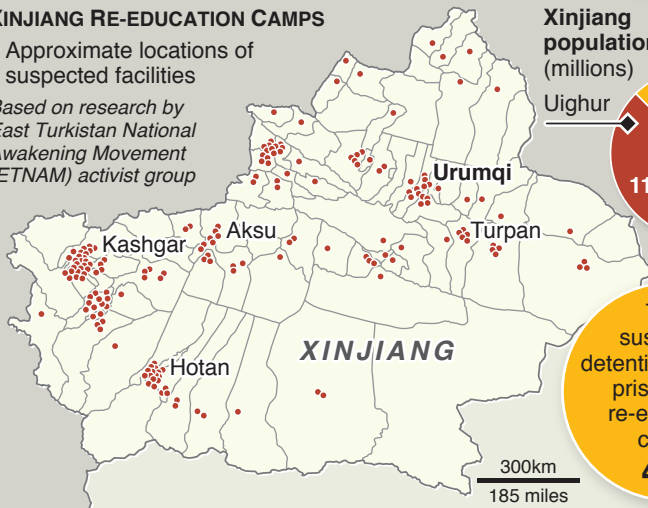 XINJIANG RE-EDUCATION CAMPS
Approximate locations of
suspected facilities
Based on research by
East Turkistan National
Awakening Movement
(ETNAM) activist group
Xinjiang
population
(millions)
Uighur
11
Urumqi
Turpan
Kashgar
Aksu
Hotan
XINJIANG
300km
185 miles